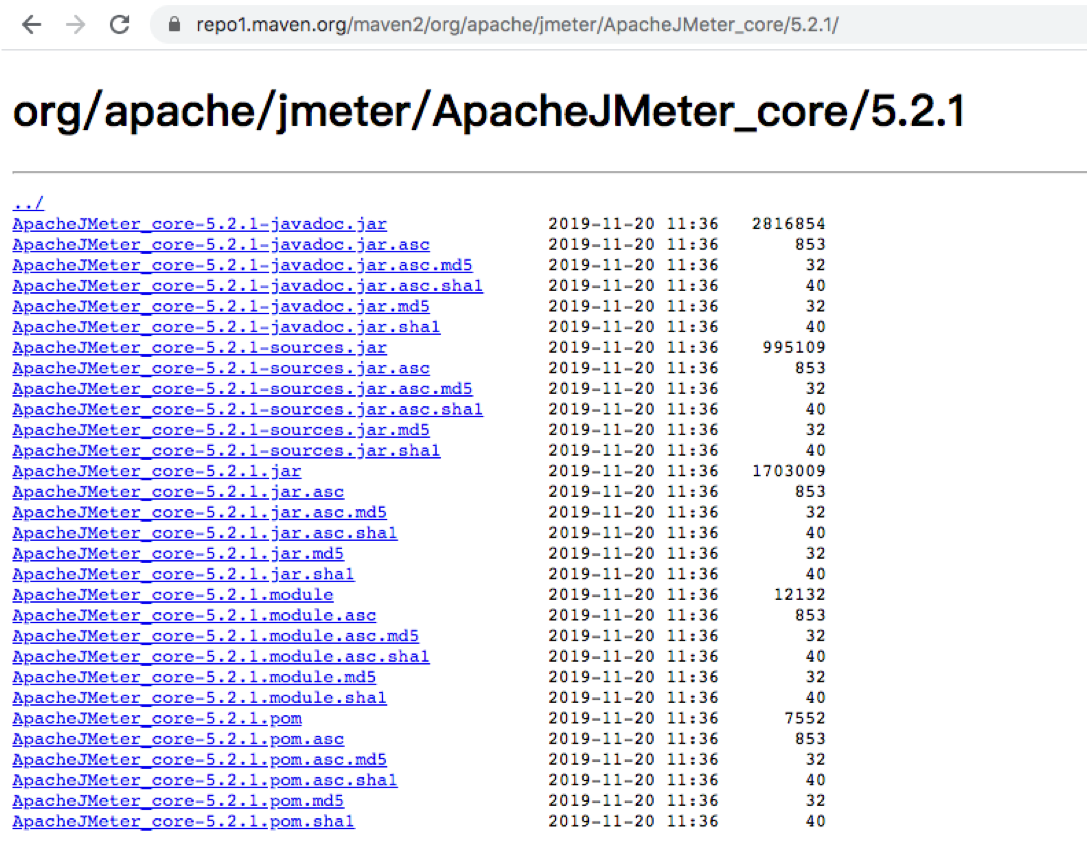 repo1.maven.org/maven2/org/apache/jmeter/ApacheJMeter_core/5.2.1/
org/apache/jmeter/ApacheJMeter_core/5.2.1
../
ApacheJMeter_core-5.2.1-javadoc.jar 2019-11-20 11:36 2816854
ApacheJMeter_core-5.2.1-javadoc.jar.asc 2019-11-20 11:36 853
ApacheJMeter_core-5.2.1-javadoc.jar.asc.md5 2019-11-20 11:36 32
ApacheJMeter_core-5.2.1-javadoc.jar.asc.sha1 2019-11-20 11:36 40
ApacheJMeter_core-5.2.1-javadoc.jar.md5 2019-11-20 11:36 32
ApacheJMeter_core-5.2.1-javadoc.jar.sha1 2019-11-20 11:36 40
ApacheJMeter_core-5.2.1-sources.jar 2019-11-20 11:36 995109
ApacheJMeter_core-5.2.1-sources.jar.asc 2019-11-20 11:36 853
ApacheJMeter_core-5.2.1-sources.jar.asc.md5 2019-11-20 11:36 32
ApacheJMeter_core-5.2.1-sources.jar.asc.sha1 2019-11-20 11:36 40
ApacheJMeter_core-5.2.1-sources.jar.md5 2019-11-20 11:36 32
ApacheJMeter_core-5.2.1-sources.jar.sha1 2019-11-20 11:36 40
ApacheJMeter_core-5.2.1.jar 2019-11-20 11:36 1703009
ApacheJMeter_core-5.2.1.jar.asc 2019-11-20 11:36 853
ApacheJMeter_core-5.2.1.jar.asc.md5 2019-11-20 11:36 32
ApacheJMeter_core-5.2.1.jar.asc.sha1 2019-11-20 11:36 40
ApacheJMeter_core-5.2.1.jar.md5 2019-11-20 11:36 32
ApacheJMeter_core-5.2.1.jar.sha1 2019-11-20 11:36 40
ApacheJMeter_core-5.2.1.module 2019-11-20 11:36 12132
ApacheJMeter_core-5.2.1.module.asc 2019-11-20 11:36 853
ApacheJMeter_core-5.2.1.module.asc.md5 2019-11-20 11:36 32
ApacheJMeter_core-5.2.1.module.asc.sha1 2019-11-20 11:36 40
ApacheJMeter_core-5.2.1.module.md5 2019-11-20 11:36 32
ApacheJMeter_core-5.2.1.module.sha1 2019-11-20 11:36 40
ApacheJMeter_core-5.2.1.pom 2019-11-20 11:36 7552
ApacheJMeter_core-5.2.1.pom.asc 2019-11-20 11:36 853
ApacheJMeter_core-5.2.1.pom.asc.md5 2019-11-20 11:36 32
ApacheJMeter_core-5.2.1.pom.asc.sha1 2019-11-20 11:36 40
ApacheJMeter_core-5.2.1.pom.md5 2019-11-20 11:36 32
ApacheJMeter_core-5.2.1.pom.sha1 2019-11-20 11:36 40